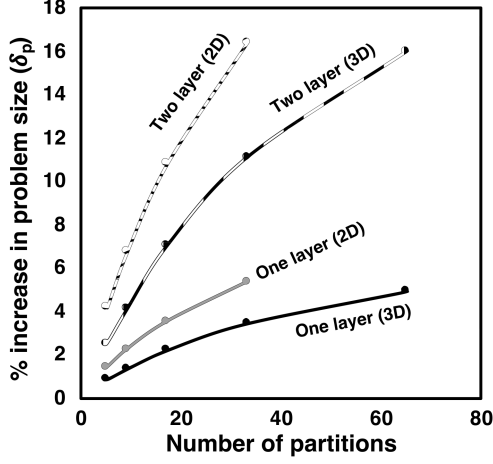 18
16
14
12
10
8
6
4
2
0
% increase in problem size (δp)
Two layer (2D)
Two layer (3D)
One layer (2D)
One layer (3D)
0 20 40 60 80
Number of partitions